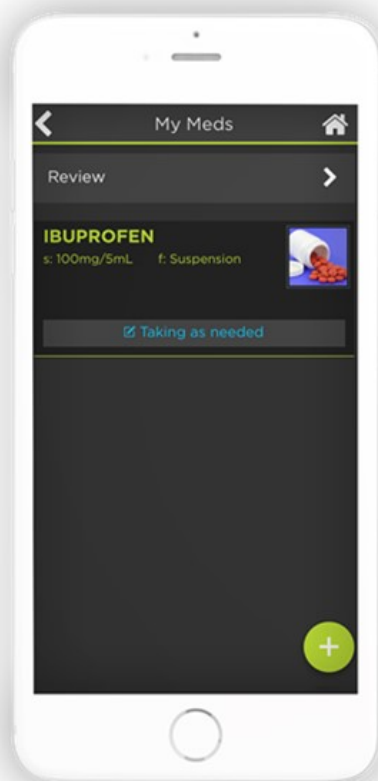 My Meds
Review
IBUPROFEN
s: 100mg/5mL f: Suspension
Taking as needed